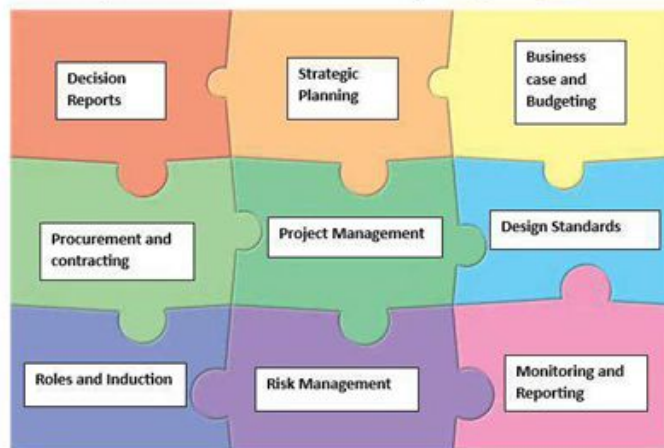 Decision
Reports
Strategic
Planning
Business
case and
Budgeting
Procurement and
contracting
Project Management
Design Standards
Roles and Induction
Risk Management
Monitoring and
Reporting